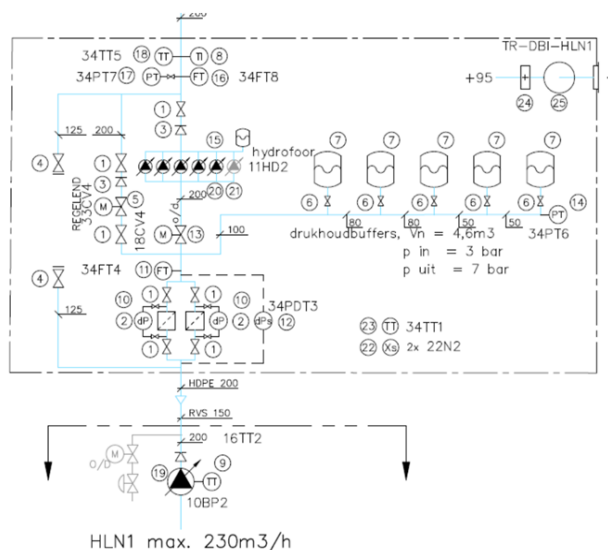 200
TR-DBI-HLN1
34TT5 18 TT TI 8
34PT7 17 PT FT 16 34FT8
+95
24 25
1
15
125 200
3
hydrofoor
11HD2
7 7 7 7 7
4 1
3
5
M
REGELEND
33CV4
18CV4
1
20 21
200
o/d
M 13
6 6 6 6 6 PT 14
100 80 80 50 50 34PT6
drukhoudbuffers, Vn = 4,6m3
p in = 3 bar
p uit = 7 bar
34FT4 11 FT
4
10 1 1 10 34PDT3
2 dP dP 2 dPs 12
1 1
125
23 TT 34TT1
22 Xs 2x 22N2
HDPE 200
RVS 150
200 16TT2
M
O/D
9
19 TT
10BP2
HLN1 max. 230m3/h